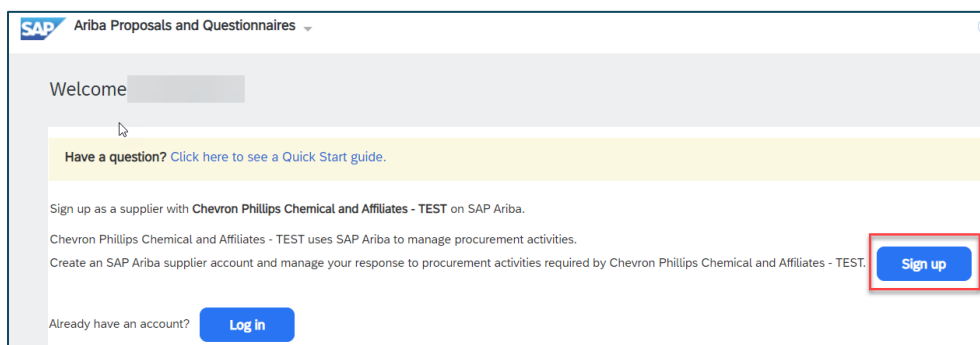 SAP Ariba Proposals and Questionnaires
Welcome
Have a question? Click here to see a Quick Start guide.
Sign up as a supplier with Chevron Phillips Chemical and Affiliates - TEST on SAP Ariba.
Chevron Phillips Chemical and Affiliates - TEST uses SAP Ariba to manage procurement activities.
Create an SAP Ariba supplier account and manage your response to procurement activities required by Chevron Phillips Chemical and Affiliates - TEST. Sign up
Already have an account? Log in